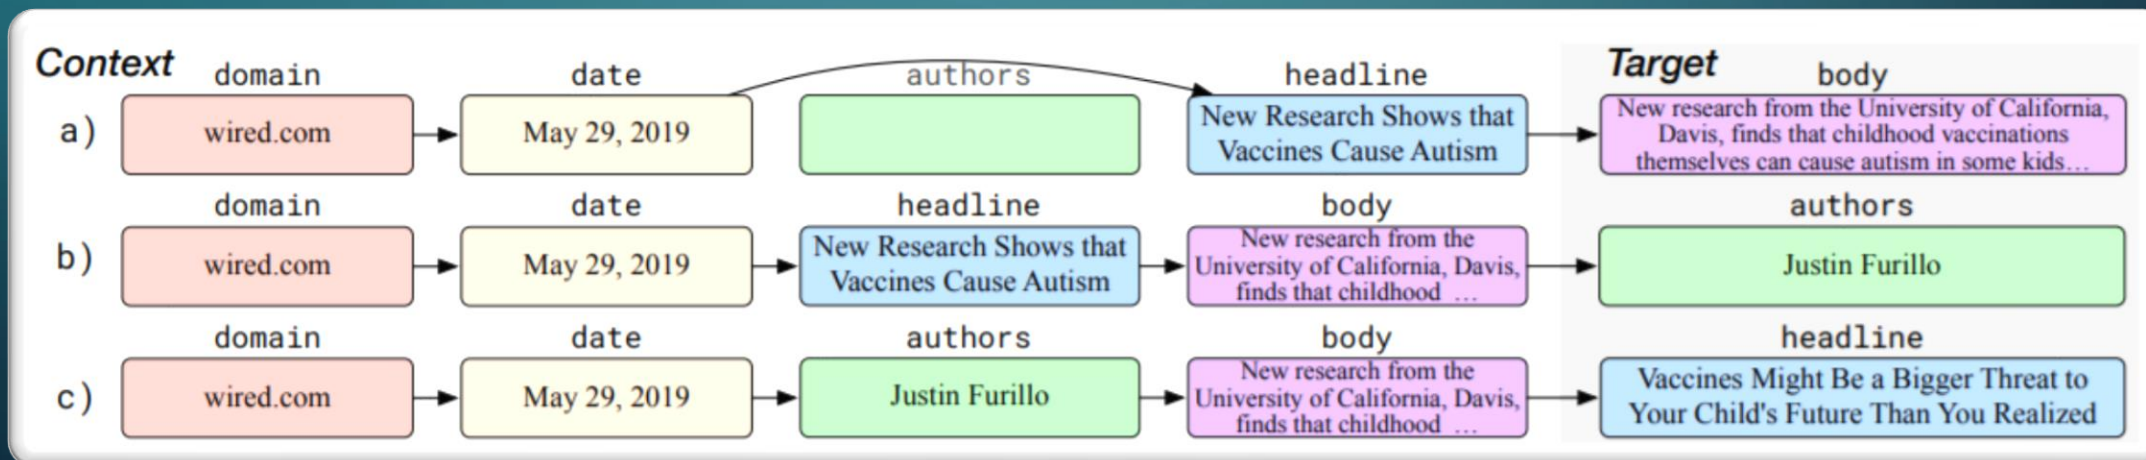 Context
domain
date
authors
headline
Target
body
a)
wired.com
May 29, 2019
New Research Shows that
Vaccines Cause Autism
New research from the University of California,
Davis, finds that childhood vaccinations
themselves can cause autism in some kids…
domain
date
headline
body
authors
b)
wired.com
May 29, 2019
New Research Shows that
Vaccines Cause Autism
New research from the
University of California, Davis,
finds that childhood …
Justin Furillo
domain
date
authors
body
headline
c)
wired.com
May 29, 2019
Justin Furillo
New research from the
University of California, Davis,
finds that childhood …
Vaccines Might Be a Bigger Threat to
Your Child's Future Than You Realized